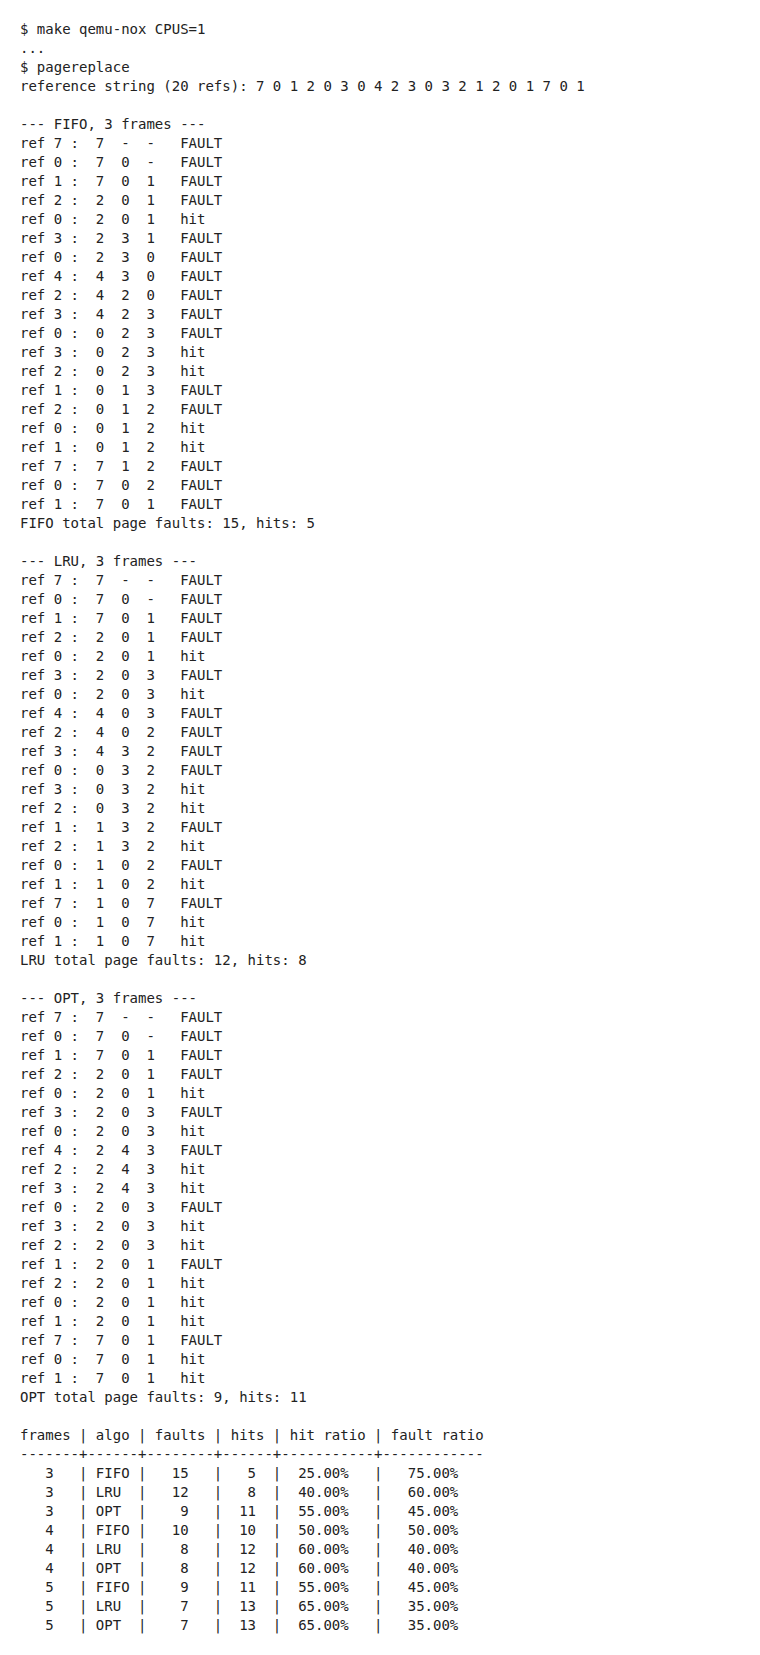 $ make qemu-nox CPUS=1
...
$ pagereplace
reference string (20 refs): 7 0 1 2 0 3 0 4 2 3 0 3 2 1 2 0 1 7 0 1

--- FIFO, 3 frames ---
ref 7 :  7  -  -   FAULT
ref 0 :  7  0  -   FAULT
ref 1 :  7  0  1   FAULT
ref 2 :  2  0  1   FAULT
ref 0 :  2  0  1   hit
ref 3 :  2  3  1   FAULT
ref 0 :  2  3  0   FAULT
ref 4 :  4  3  0   FAULT
ref 2 :  4  2  0   FAULT
ref 3 :  4  2  3   FAULT
ref 0 :  0  2  3   FAULT
ref 3 :  0  2  3   hit
ref 2 :  0  2  3   hit
ref 1 :  0  1  3   FAULT
ref 2 :  0  1  2   FAULT
ref 0 :  0  1  2   hit
ref 1 :  0  1  2   hit
ref 7 :  7  1  2   FAULT
ref 0 :  7  0  2   FAULT
ref 1 :  7  0  1   FAULT
FIFO total page faults: 15, hits: 5

--- LRU, 3 frames ---
ref 7 :  7  -  -   FAULT
ref 0 :  7  0  -   FAULT
ref 1 :  7  0  1   FAULT
ref 2 :  2  0  1   FAULT
ref 0 :  2  0  1   hit
ref 3 :  2  0  3   FAULT
ref 0 :  2  0  3   hit
ref 4 :  4  0  3   FAULT
ref 2 :  4  0  2   FAULT
ref 3 :  4  3  2   FAULT
ref 0 :  0  3  2   FAULT
ref 3 :  0  3  2   hit
ref 2 :  0  3  2   hit
ref 1 :  1  3  2   FAULT
ref 2 :  1  3  2   hit
ref 0 :  1  0  2   FAULT
ref 1 :  1  0  2   hit
ref 7 :  1  0  7   FAULT
ref 0 :  1  0  7   hit
ref 1 :  1  0  7   hit
LRU total page faults: 12, hits: 8

--- OPT, 3 frames ---
ref 7 :  7  -  -   FAULT
ref 0 :  7  0  -   FAULT
ref 1 :  7  0  1   FAULT
ref 2 :  2  0  1   FAULT
ref 0 :  2  0  1   hit
ref 3 :  2  0  3   FAULT
ref 0 :  2  0  3   hit
ref 4 :  2  4  3   FAULT
ref 2 :  2  4  3   hit
ref 3 :  2  4  3   hit
ref 0 :  2  0  3   FAULT
ref 3 :  2  0  3   hit
ref 2 :  2  0  3   hit
ref 1 :  2  0  1   FAULT
ref 2 :  2  0  1   hit
ref 0 :  2  0  1   hit
ref 1 :  2  0  1   hit
ref 7 :  7  0  1   FAULT
ref 0 :  7  0  1   hit
ref 1 :  7  0  1   hit
OPT total page faults: 9, hits: 11

frames | algo | faults | hits | hit ratio | fault ratio
-------+------+--------+------+-----------+------------
   3   | FIFO |   15   |   5  |  25.00%   |   75.00%
   3   | LRU  |   12   |   8  |  40.00%   |   60.00%
   3   | OPT  |    9   |  11  |  55.00%   |   45.00%
   4   | FIFO |   10   |  10  |  50.00%   |   50.00%
   4   | LRU  |    8   |  12  |  60.00%   |   40.00%
   4   | OPT  |    8   |  12  |  60.00%   |   40.00%
   5   | FIFO |    9   |  11  |  55.00%   |   45.00%
   5   | LRU  |    7   |  13  |  65.00%   |   35.00%
   5   | OPT  |    7   |  13  |  65.00%   |   35.00%